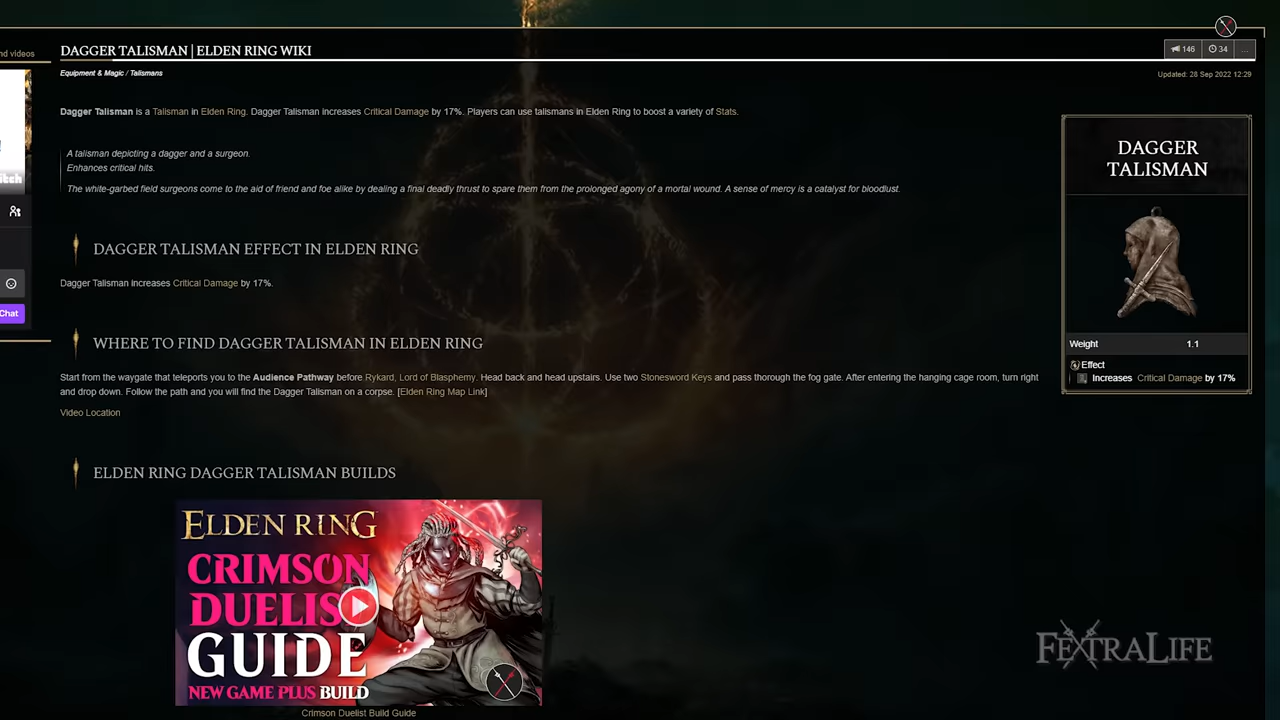 nd videos
DAGGER TALISMAN | ELDEN RING WIKI
146
34
...
Equipment & Magic / Talismans
Updated: 28 Sep 2022 12:29
Dagger Talisman is a Talisman in Elden Ring. Dagger Talisman increases Critical Damage by 17%. Players can use talismans in Elden Ring to boost a variety of Stats.
A talisman depicting a dagger and a surgeon.
Enhances critical hits.
The white-garbed field surgeons come to the aid of friend and foe alike by dealing a final deadly thrust to spare them from the prolonged agony of a mortal wound. A sense of mercy is a catalyst for bloodlust.
DAGGER
TALISMAN
Weight 1.1
Effect
Increases Critical Damage by 17%
!
itch
Chat
DAGGER TALISMAN EFFECT IN ELDEN RING
Dagger Talisman increases Critical Damage by 17%.
WHERE TO FIND DAGGER TALISMAN IN ELDEN RING
Start from the waygate that teleports you to the Audience Pathway before Rykard, Lord of Blasphemy. Head back and head upstairs. Use two Stonesword Keys and pass thorough the fog gate. After entering the hanging cage room, turn right
and drop down. Follow the path and you will find the Dagger Talisman on a corpse. [Elden Ring Map Link]
Video Location
ELDEN RING DAGGER TALISMAN BUILDS
ELDEN RING
CRIMSON
DUELIS
GUIDE
NEW GAME PLUS BUILD
Crimson Duelist Build Guide
FEXTRALIFE